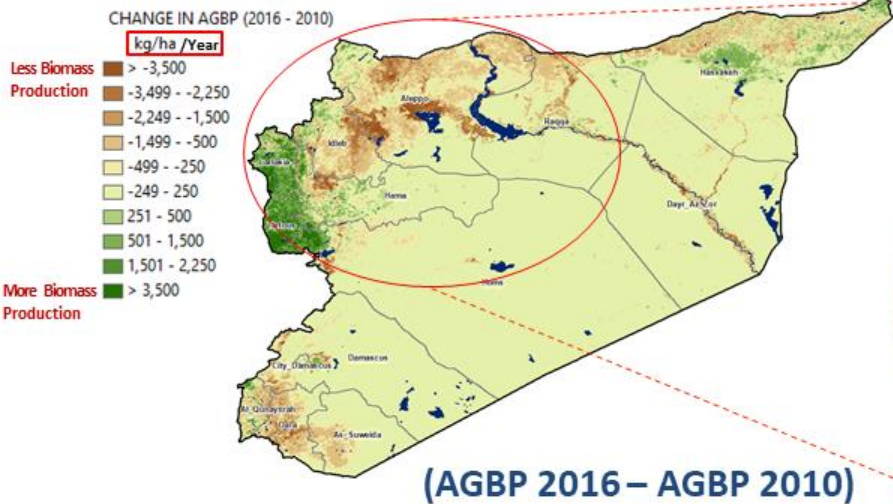 CHANGE IN AGBP (2016 - 2010)
kg/ha /Year
Less Biomass
Production
> -3,500
-3,499 - -2,250
-2,249 - -1,500
-1,499 - -500
-499 - -250
-249 - 250
251 - 500
501 - 1,500
1,501 - 2,250
> 3,500
More Biomass
Production
Hassakeh
Aleppo
Raqqa
Idleb
Hama
Dayr_Az_Zor
Homs
City_Damascus
Damascus
Al_Qunaytrah
Dara
As_Suweida
(AGBP 2016 – AGBP 2010)